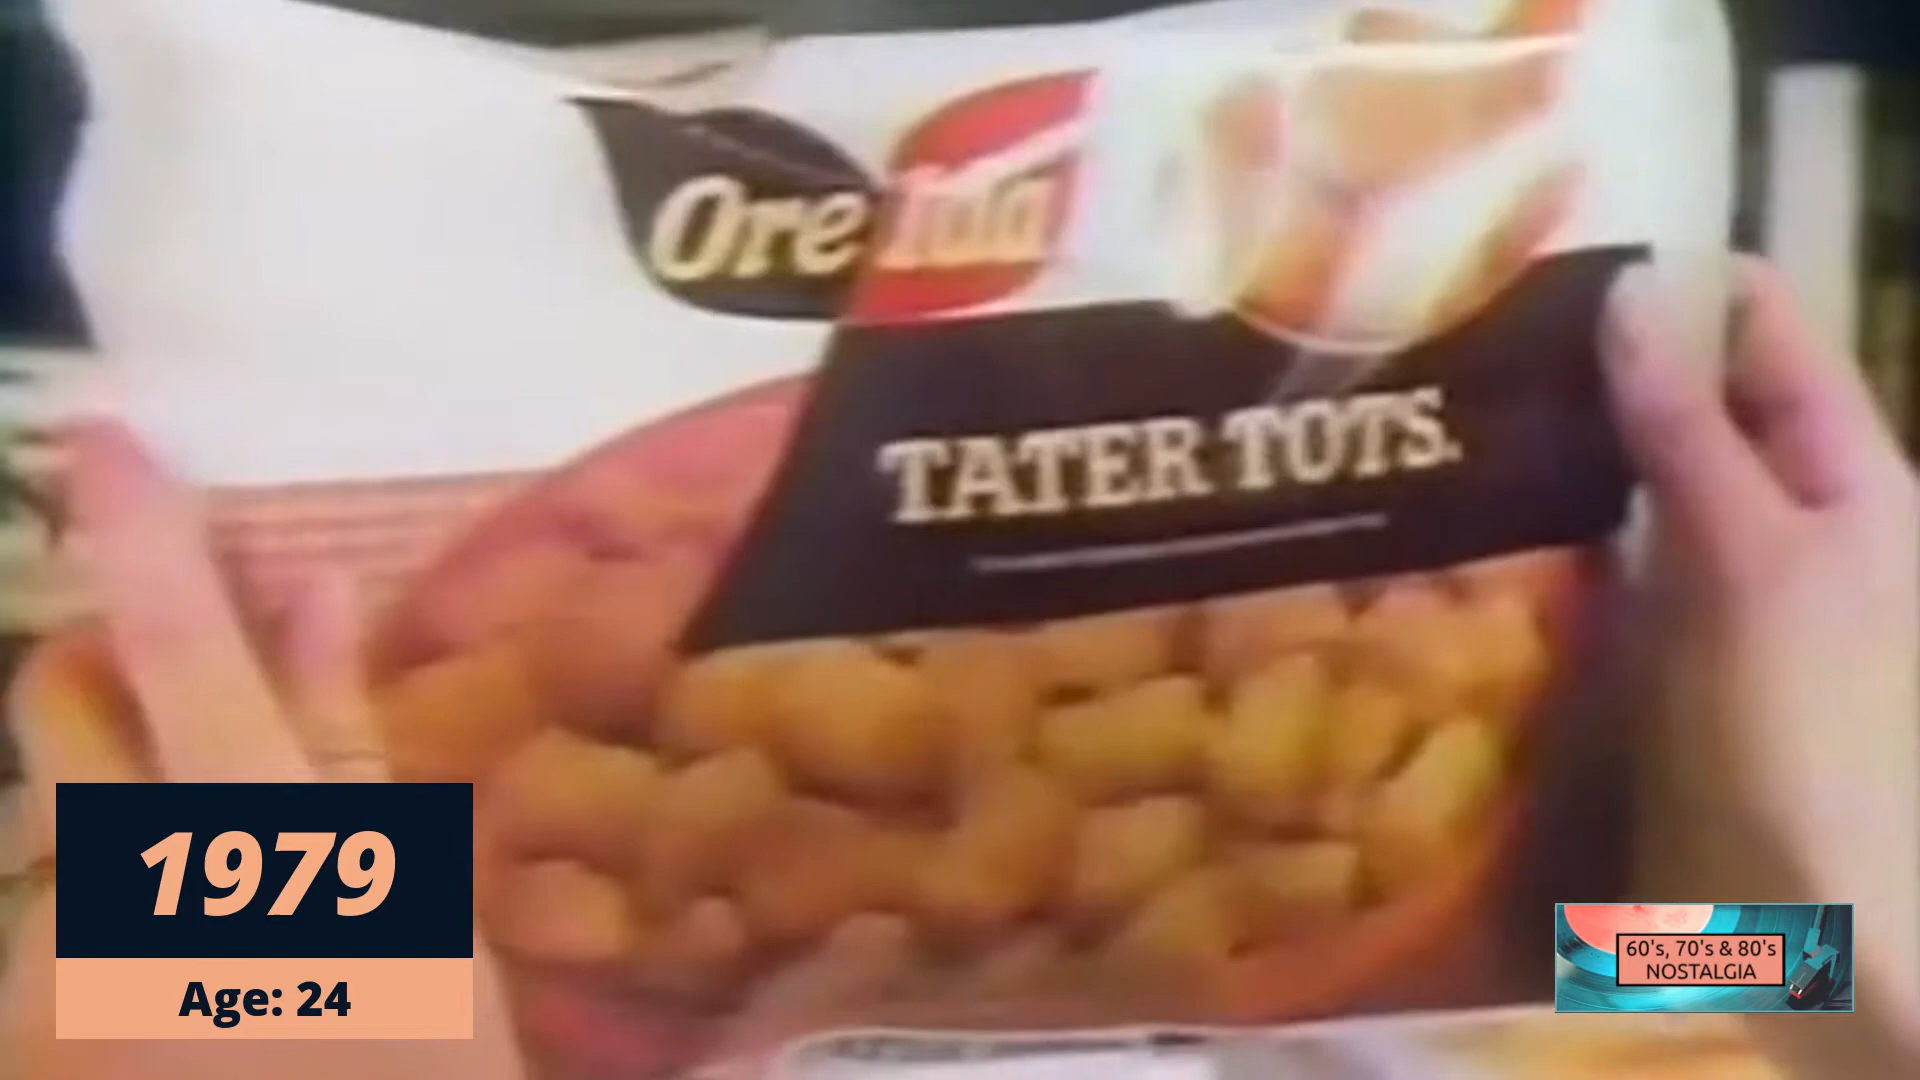 Ore Ida
TATER TOTS.
1979
Age: 24
60's, 70's & 80's
NOSTALGIA